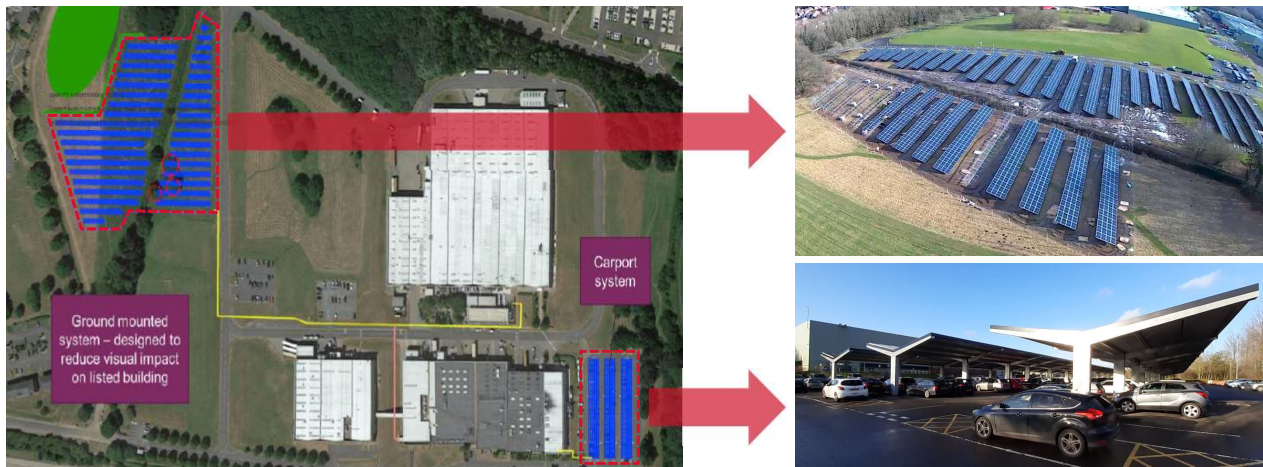 Carport
system
Ground mounted
system – designed to
reduce visual impact
on listed building